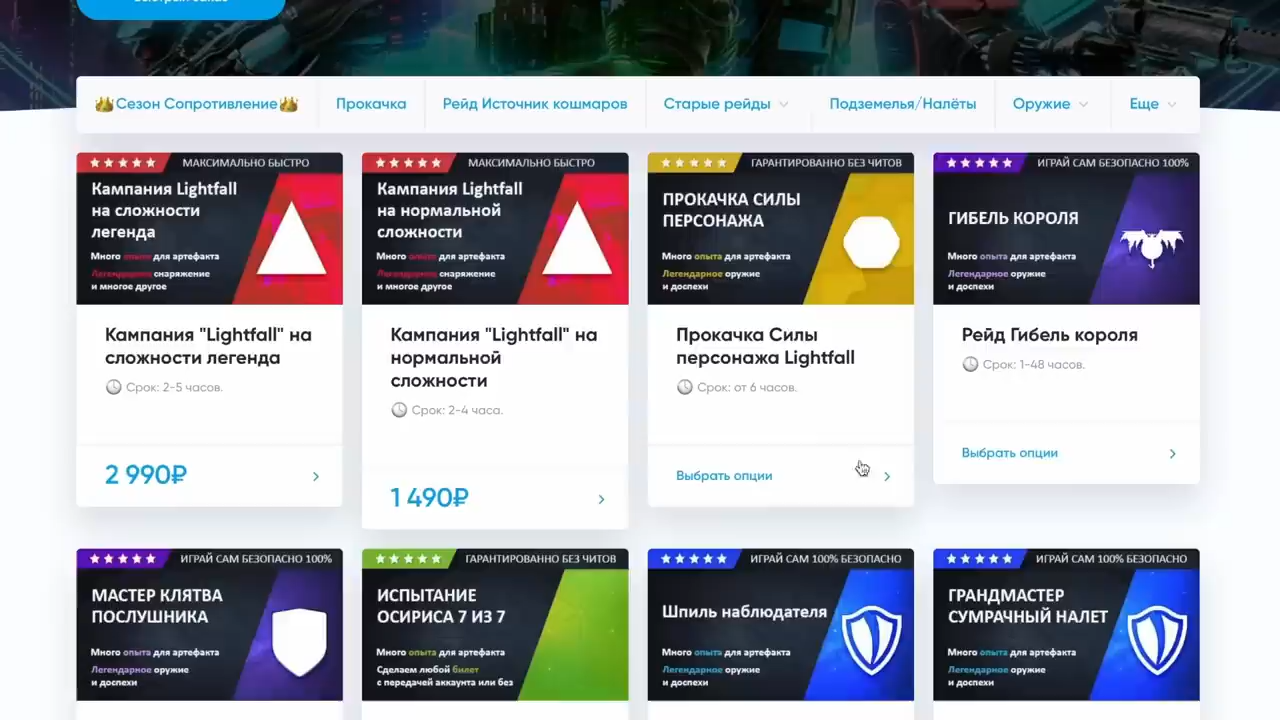 👑Сезон Сопротивление👑
Прокачка
Рейд Источник кошмаров
Старые рейды
Подземелья/Налёты
Оружие
Еще
МАКСИМАЛЬНО БЫСТРО
Кампания Lightfall
на сложности
легенда
Много опыта для артефакта
Легендарное снаряжение
и многое другое
Кампания "Lightfall" на
сложности легенда
Срок: 2-5 часов.
2 990₽
МАКСИМАЛЬНО БЫСТРО
Кампания Lightfall
на нормальной
сложности
Много опыта для артефакта
Легендарное снаряжение
и многое другое
Кампания "Lightfall" на
нормальной
сложности
Срок: 2-4 часа.
1 490₽
ГАРАНТИРОВАННО БЕЗ ЧИТОВ
ПРОКАЧКА СИЛЫ
ПЕРСОНАЖА
Много опыта для артефакта
Легендарное оружие
и доспехи
Прокачка Силы
персонажа Lightfall
Срок: от 6 часов.
Выбрать опции
ИГРАЙ САМ БЕЗОПАСНО 100%
ГИБЕЛЬ КОРОЛЯ
Много опыта для артефакта
Легендарное оружие
и доспехи
Рейд Гибель короля
Срок: 1-48 часов.
Выбрать опции
ИГРАЙ САМ БЕЗОПАСНО 100%
МАСТЕР КЛЯТВА
ПОСЛУШНИКА
Много опыта для артефакта
Легендарное оружие
и доспехи
ГАРАНТИРОВАННО БЕЗ ЧИТОВ
ИСПЫТАНИЕ
ОСИРИСА 7 ИЗ 7
Много опыта для артефакта
Сделаем любой билет
с передачей аккаунта или без
ИГРАЙ САМ 100% БЕЗОПАСНО
Шпиль наблюдателя
Много опыта для артефакта
Легендарное оружие
и доспехи
ИГРАЙ САМ 100% БЕЗОПАСНО
ГРАНДМАСТЕР
СУМРАЧНЫЙ НАЛЕТ
Много опыта для артефакта
Легендарное оружие
и доспехи